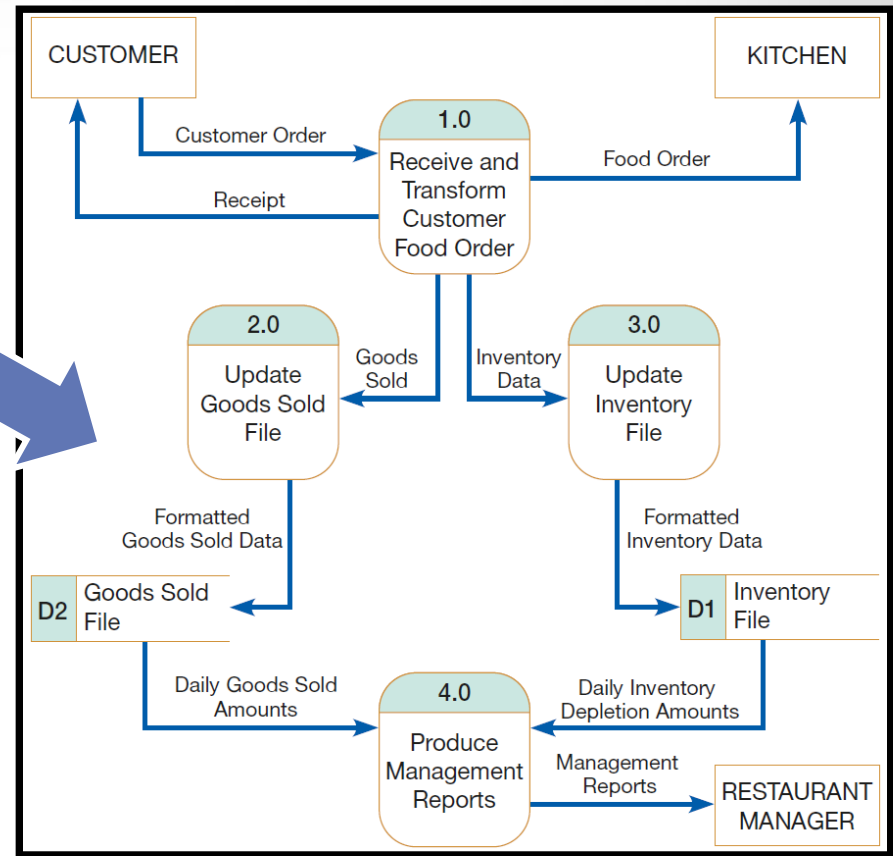 CUSTOMER
KITCHEN
1.0
Customer Order
Receive and
Transform
Customer
Food Order
Food Order
Receipt
2.0
3.0
Goods
Sold
Inventory
Data
Update
Goods Sold
File
Update
Inventory
File
Formatted
Goods Sold Data
Formatted
Inventory Data
D2
Goods Sold
File
D1
Inventory
File
Daily Goods Sold
Amounts
4.0
Daily Inventory
Depletion Amounts
Produce
Management
Reports
Management
Reports
RESTAURANT
MANAGER